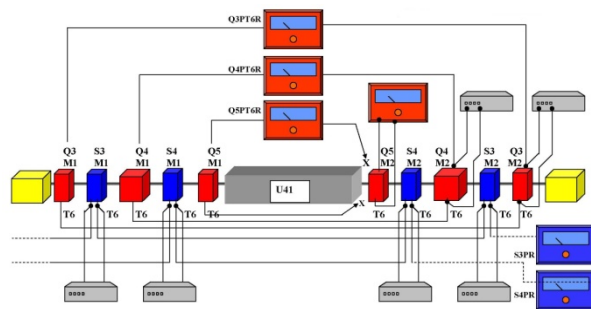 Q3PT6R
Q4PT6R
Q5PT6R
Q3 S3 Q4 S4 Q5 Q5 S4 Q4 S3 Q3
M1 M1 M1 M1 M1 X M2 M2 M2 M2 M2
U41
X
T6 T6 T6 T6 T6 T6 T6 T6 T6 T6
S3PR
S4PR